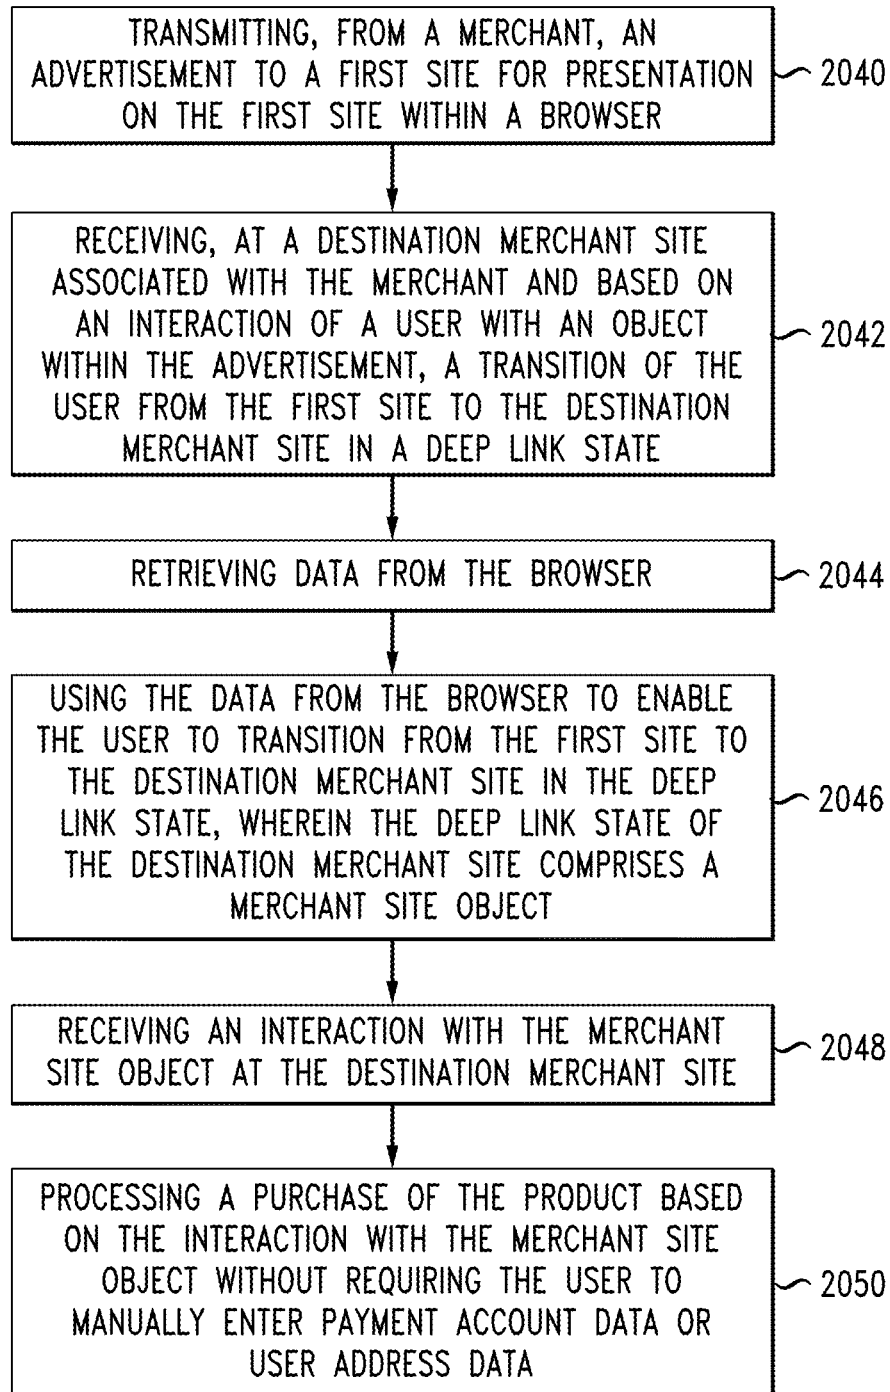 TRANSMITTING, FROM A MERCHANT, AN
ADVERTISEMENT TO A FIRST SITE FOR PRESENTATION
ON THE FIRST SITE WITHIN A BROWSER
2040
RECEIVING, AT A DESTINATION MERCHANT SITE
ASSOCIATED WITH THE MERCHANT AND BASED ON
AN INTERACTION OF A USER WITH AN OBJECT
WITHIN THE ADVERTISEMENT, A TRANSITION OF THE
USER FROM THE FIRST SITE TO THE DESTINATION
MERCHANT SITE IN A DEEP LINK STATE
2042
RETRIEVING DATA FROM THE BROWSER
2044
USING THE DATA FROM THE BROWSER TO ENABLE
THE USER TO TRANSITION FROM THE FIRST SITE TO
THE DESTINATION MERCHANT SITE IN THE DEEP
LINK STATE, WHEREIN THE DEEP LINK STATE OF
THE DESTINATION MERCHANT SITE COMPRISES A
MERCHANT SITE OBJECT
2046
RECEIVING AN INTERACTION WITH THE MERCHANT
SITE OBJECT AT THE DESTINATION MERCHANT SITE
2048
PROCESSING A PURCHASE OF THE PRODUCT BASED
ON THE INTERACTION WITH THE MERCHANT SITE
OBJECT WITHOUT REQUIRING THE USER TO
MANUALLY ENTER PAYMENT ACCOUNT DATA OR
USER ADDRESS DATA
2050